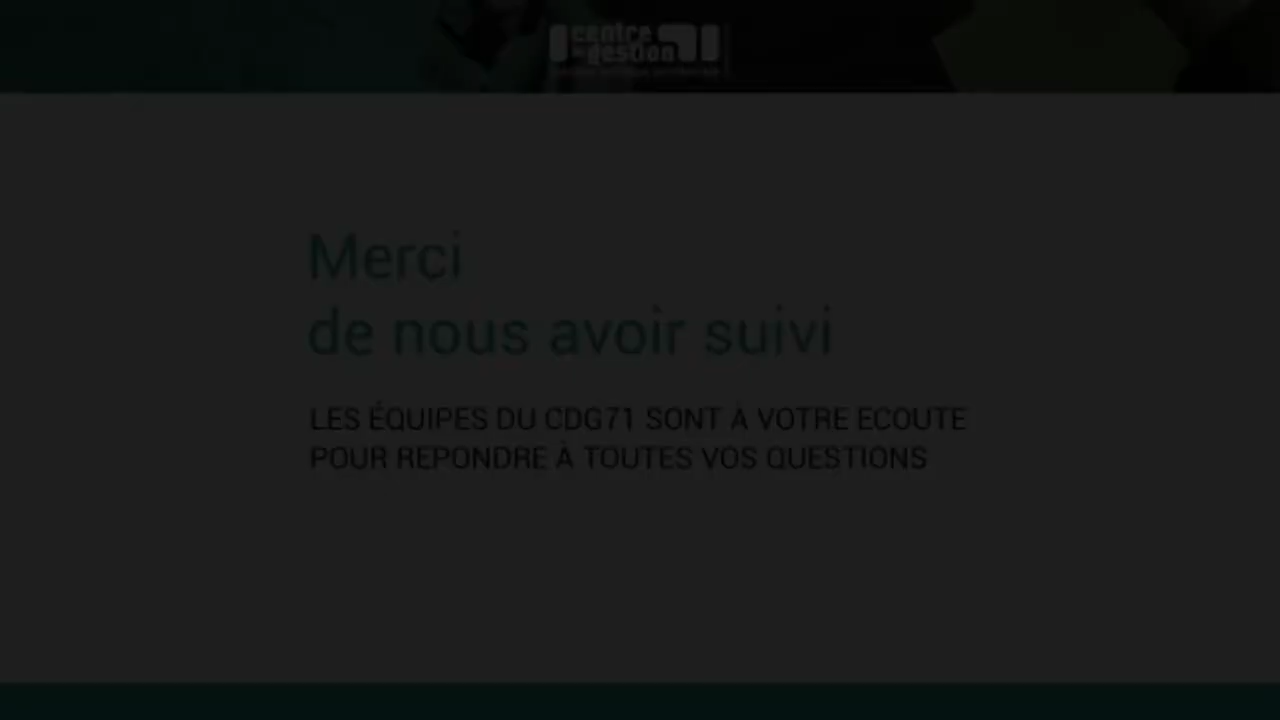 centre
de gestion 71
Merci
de nous avoir suivi
LES ÉQUIPES DU CDG71 SONT À VOTRE ECOUTE
POUR REPONDRE À TOUTES VOS QUESTIONS